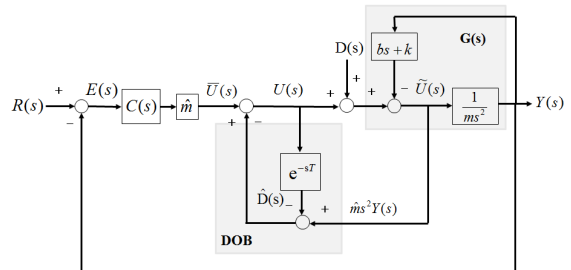 G(s)
D(s)
bs + k
+
+
E(s)
Ū(s)
U(s)
+
+
−
Ũ(s)
R(s)
C(s)
m̂
1
ms²
Y(s)
−
+
−
e⁻ˢᵀ
D̂(s)
−
+
m̂s²Y(s)
DOB